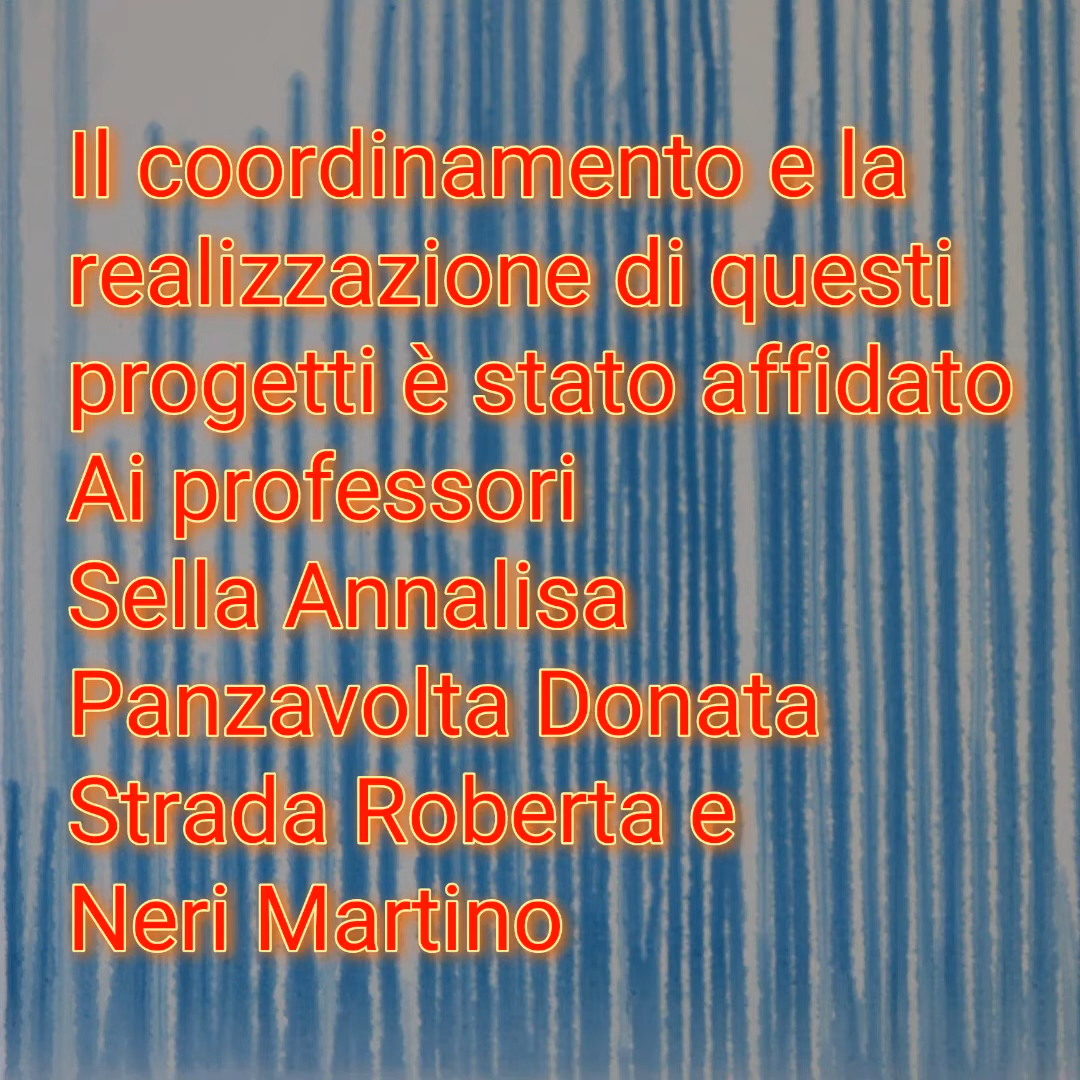 Il coordinamento e la
realizzazione di questi
progetti è stato affidato
Ai professori
Sella Annalisa
Panzavolta Donata
Strada Roberta e
Neri Martino